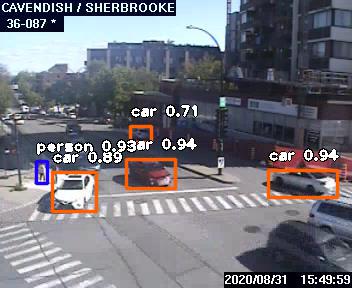 CAVENDISH / SHERBROOKE
36-087 *
car 0.71
person 0.93
car 0.94
car 0.89
car 0.94
2020/08/31 15:49:59